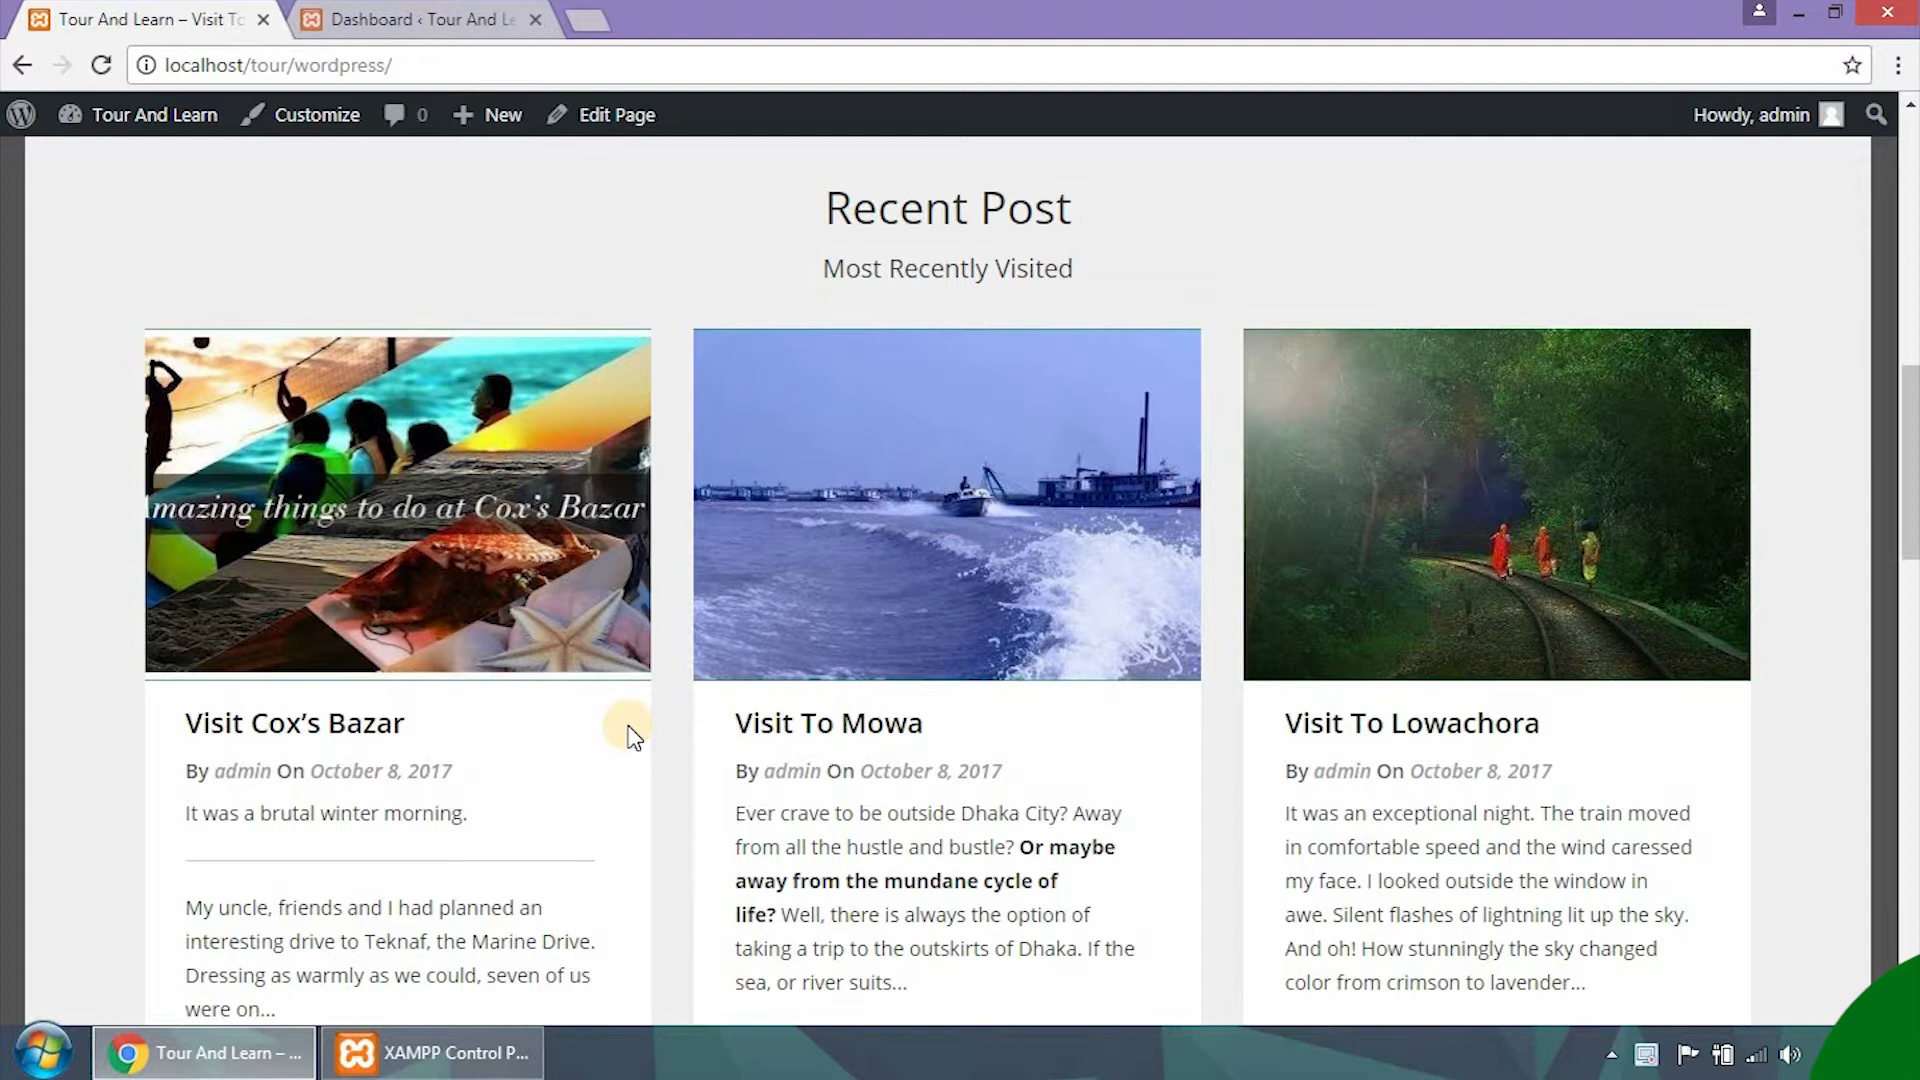 Tour And Learn – Visit To
Dashboard ‹ Tour And Le
localhost/tour/wordpress/
Tour And Learn
Customize
0
New
Edit Page
Howdy, admin
Recent Post
Most Recently Visited
mazing things to do at Cox's Bazar
Visit Cox’s Bazar
By admin On October 8, 2017
It was a brutal winter morning.
My uncle, friends and I had planned an
interesting drive to Teknaf, the Marine Drive.
Dressing as warmly as we could, seven of us
were on...
Visit To Mowa
By admin On October 8, 2017
Ever crave to be outside Dhaka City? Away
from all the hustle and bustle? Or maybe
away from the mundane cycle of
life? Well, there is always the option of
taking a trip to the outskirts of Dhaka. If the
sea, or river suits...
Visit To Lowachora
By admin On October 8, 2017
It was an exceptional night. The train moved
in comfortable speed and the wind caressed
my face. I looked outside the window in
awe. Silent flashes of lightning lit up the sky.
And oh! How stunningly the sky changed
color from crimson to lavender...
Tour And Learn – ...
XAMPP Control P...